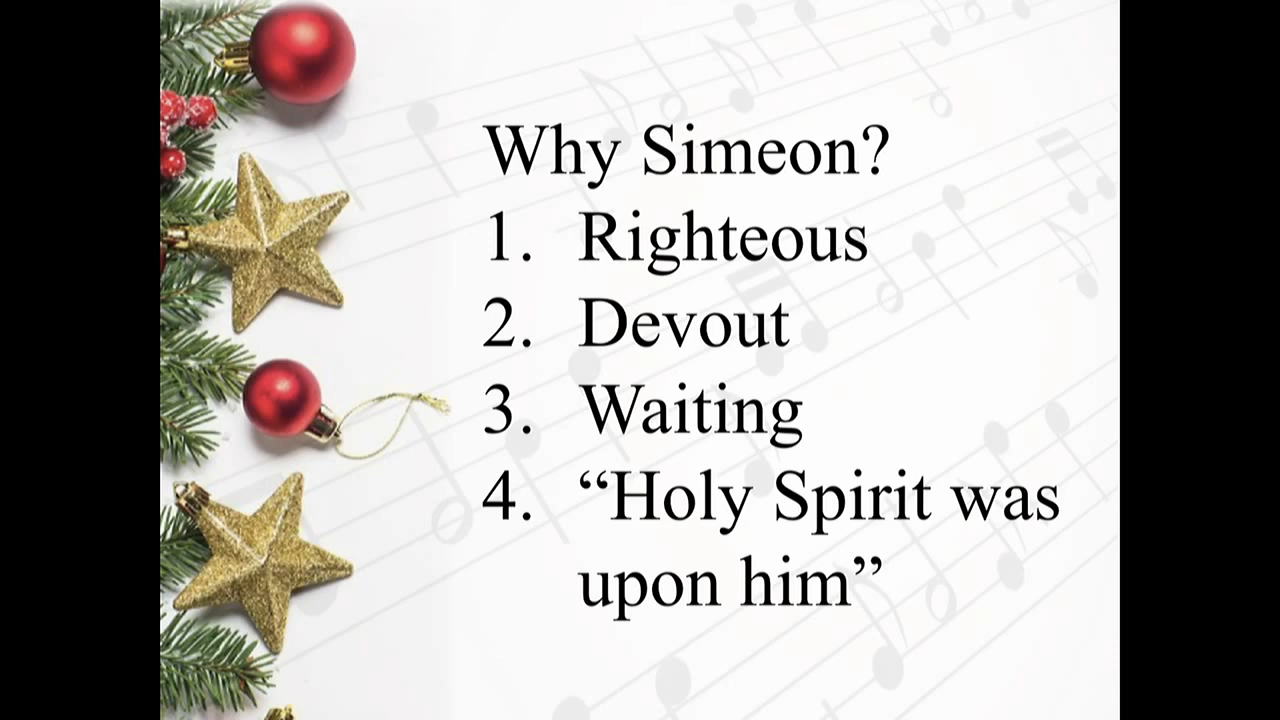 Why Simeon?
1. Righteous
2. Devout
3. Waiting
4. “Holy Spirit was
upon him”